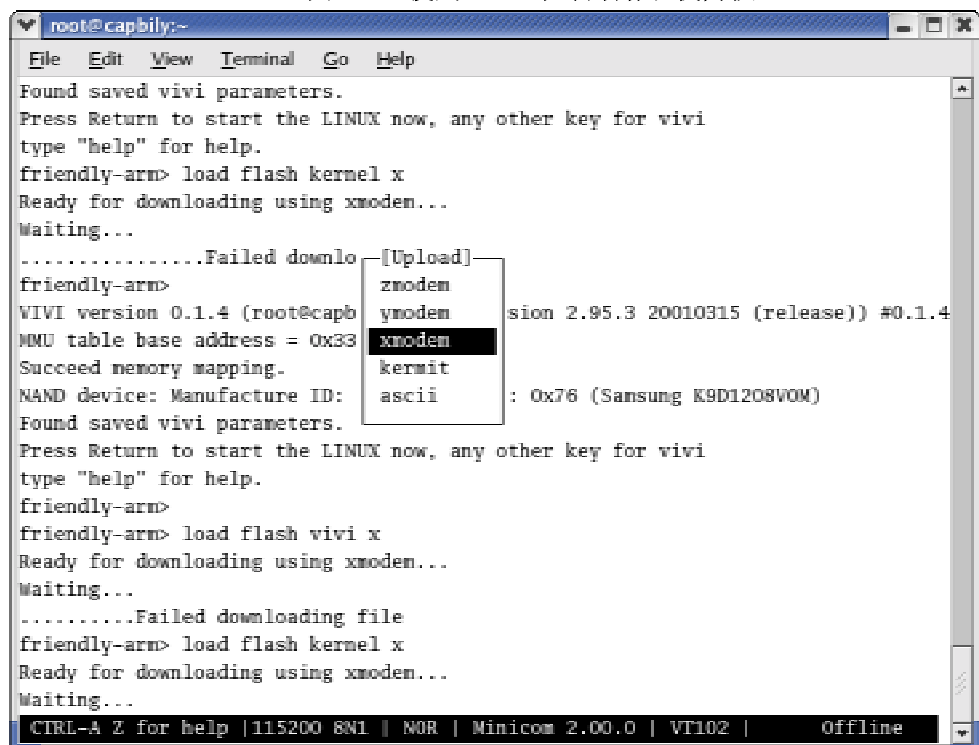 root@capbily:~
File Edit View Terminal Go Help
Found saved vivi parameters.
Press Return to start the LINUX now, any other key for vivi
type "help" for help.
friendly-arm> load flash kernel x
Ready for downloading using xmodem...
Waiting...
................Failed downlo
friendly-arm>
VIVI version 0.1.4 (root@capb sion 2.95.3 20010315 (release)) #0.1.4
MMU table base address = 0x33
Succeed memory mapping.
NAND device: Manufacture ID: : 0x76 (Samsung K9D1208V0M)
Found saved vivi parameters.
Press Return to start the LINUX now, any other key for vivi
type "help" for help.
friendly-arm>
friendly-arm> load flash vivi x
Ready for downloading using xmodem...
Waiting...
..........Failed downloading file
friendly-arm> load flash kernel x
Ready for downloading using xmodem...
Waiting...
[Upload]
zmodem
ymodem
xmodem
kermit
ascii
CTRL-A Z for help |115200 8N1 | NOR | Minicom 2.00.0 | VT102 | Offline